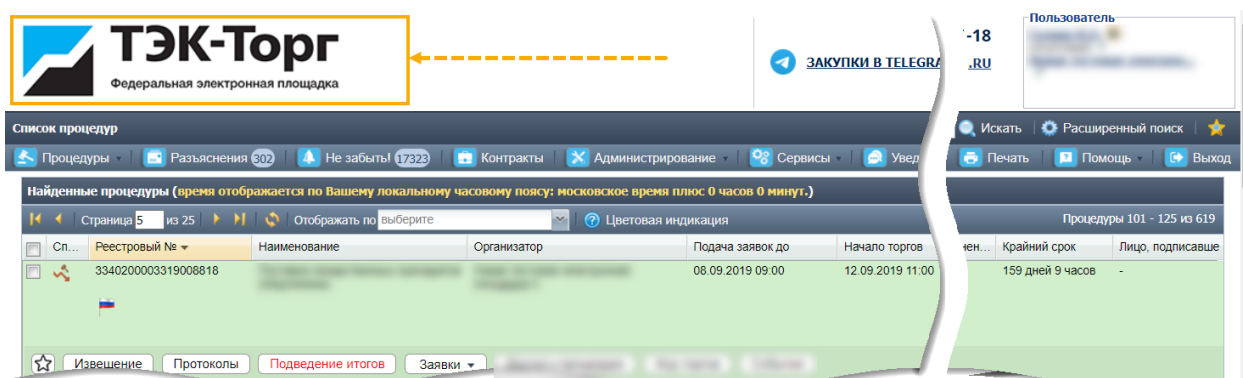 ТЭК-Торг
Федеральная электронная площадка
ЗАКУПКИ В TELEGRA
-18
.RU
Пользователь
Список процедур
Искать
Расширенный поиск
Процедуры
Разъяснения 302
Не забыть! 17323
Контракты
Администрирование
Сервисы
Увед
Печать
Помощь
Выход
Найденные процедуры (время отображается по Вашему локальному часовому поясу: московское время плюс 0 часов 0 минут.)
Страница 5 из 25
Отображать по выберите
Цветовая индикация
Процедуры 101 - 125 из 619
Сп... Реестровый № Наименование Организатор Подача заявок до Начало торгов нен... Крайний срок Лицо, подписавше
3340200003319008818 08.09.2019 09:00 12.09.2019 11:00 159 дней 9 часов -
Извещение Протоколы Подведение итогов Заявки